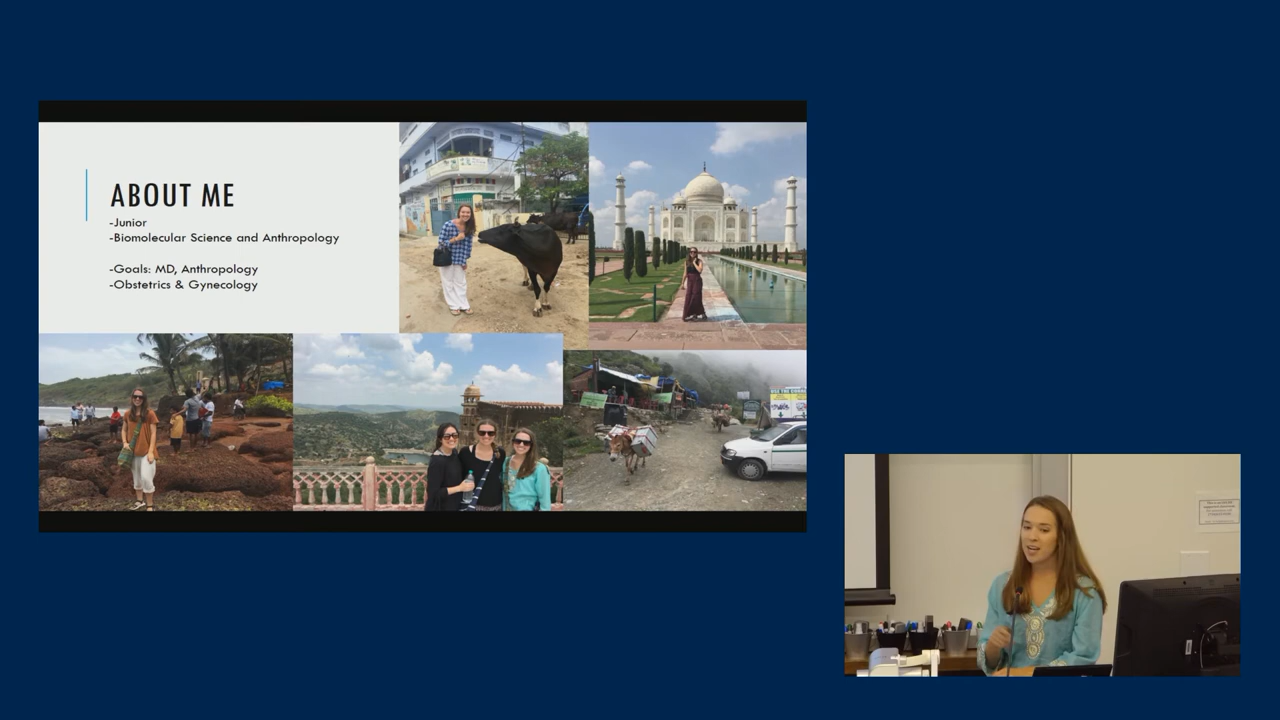 ABOUT ME
-Junior
-Biomolecular Science and Anthropology
-Goals: MD, Anthropology
-Obstetrics & Gynecology